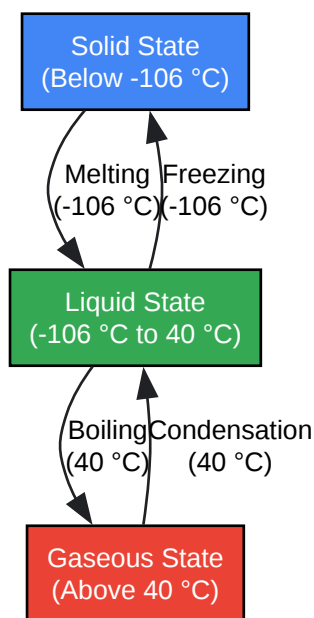 Solid State
(Below -106 °C)
Melting
(-106 °C)
Freezing
(-106 °C)
Liquid State
(-106 °C to 40 °C)
Boiling
(40 °C)
Condensation
(40 °C)
Gaseous State
(Above 40 °C)